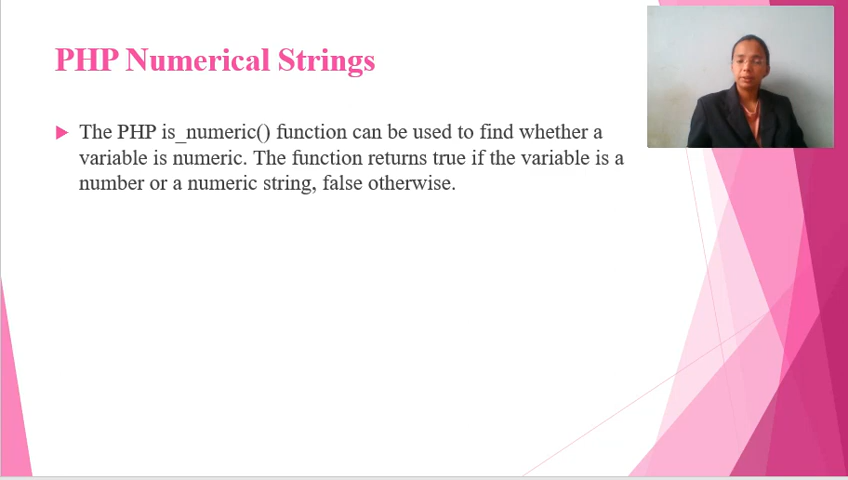 PHP Numerical Strings
The PHP is_numeric() function can be used to find whether a
variable is numeric. The function returns true if the variable is a
number or a numeric string, false otherwise.